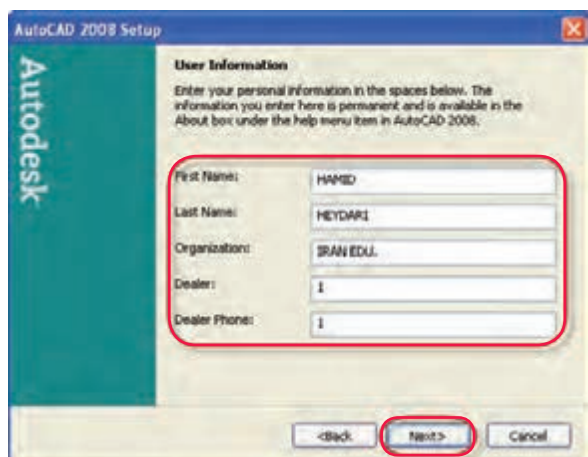 AutoCAD 2008 Setup
Autodesk
User Information
Enter your personal information in the spaces below. The
information you enter here is permanent and is available in the
About box under the help menu item in AutoCAD 2008.
First Name: HAMID
Last Name: HEYDARI
Organization: IRAN EDU.
Dealer: 1
Dealer Phone: 1
<Back Next> Cancel